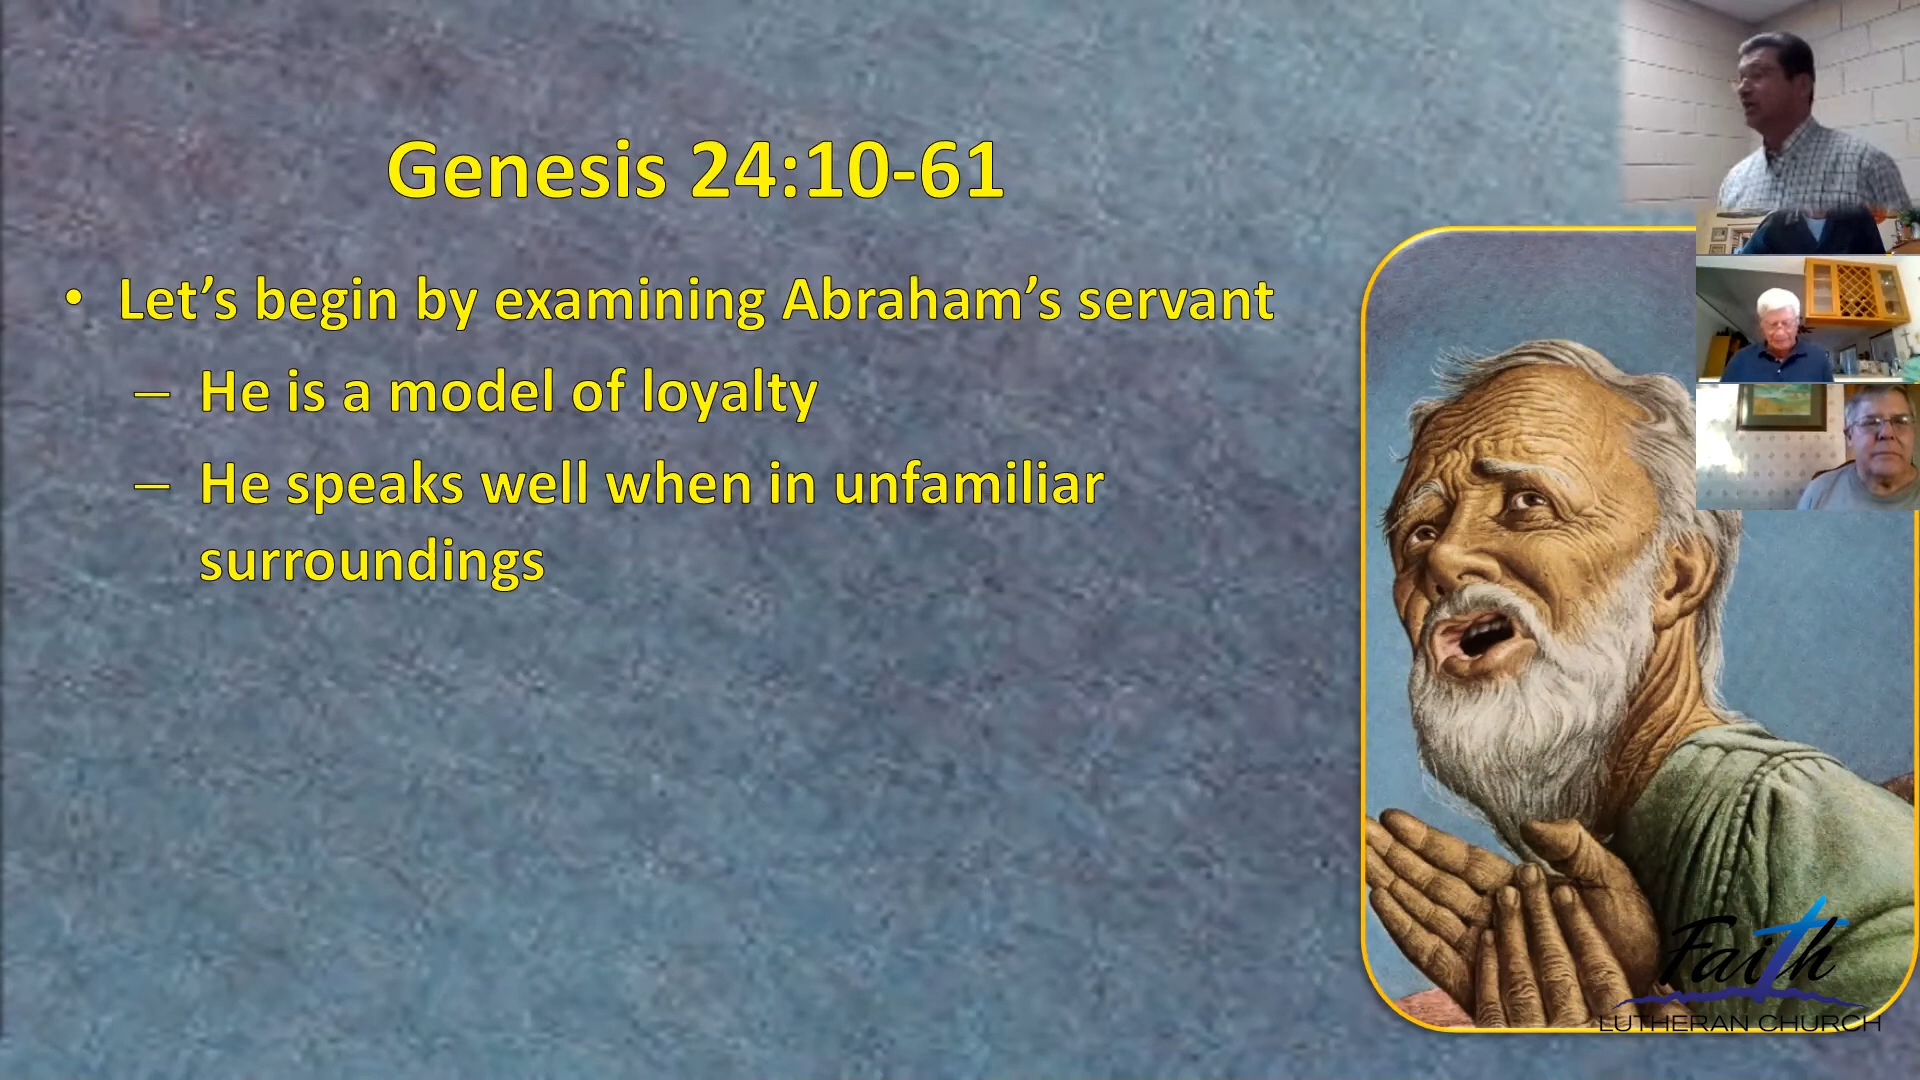 Genesis 24:10-61
• Let’s begin by examining Abraham’s servant
– He is a model of loyalty
– He speaks well when in unfamiliar
surroundings
Faith
LUTHERAN CHURCH